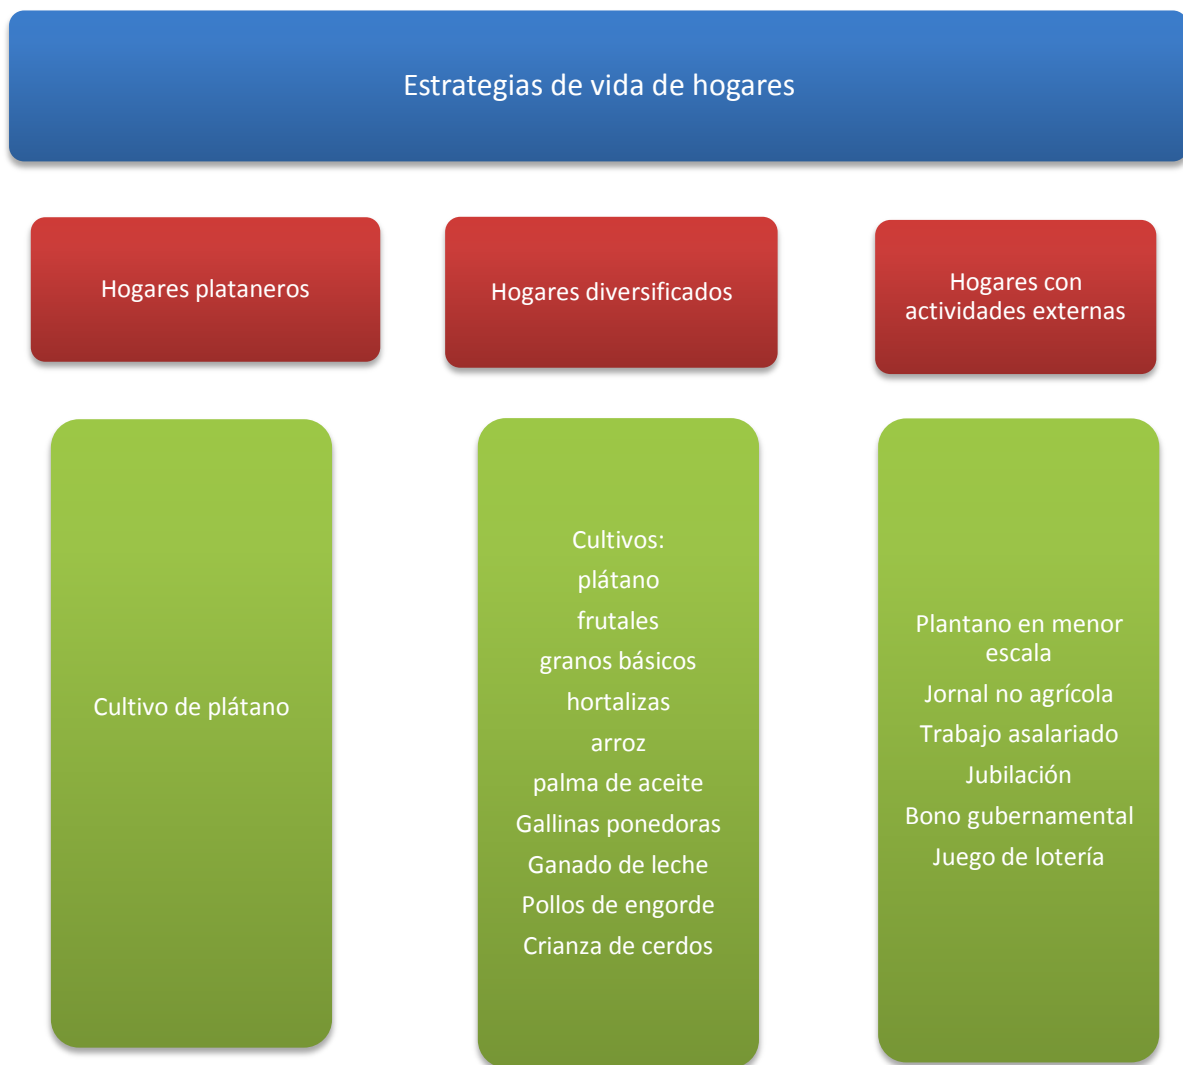 Estrategias de vida de hogares
Hogares plataneros
Hogares diversificados
Hogares con
actividades externas
Cultivo de plátano
Cultivos:
plátano
frutales
granos básicos
hortalizas
arroz
palma de aceite
Gallinas ponedoras
Ganado de leche
Pollos de engorde
Crianza de cerdos
Plantano en menor
escala
Jornal no agrícola
Trabajo asalariado
Jubilación
Bono gubernamental
Juego de lotería